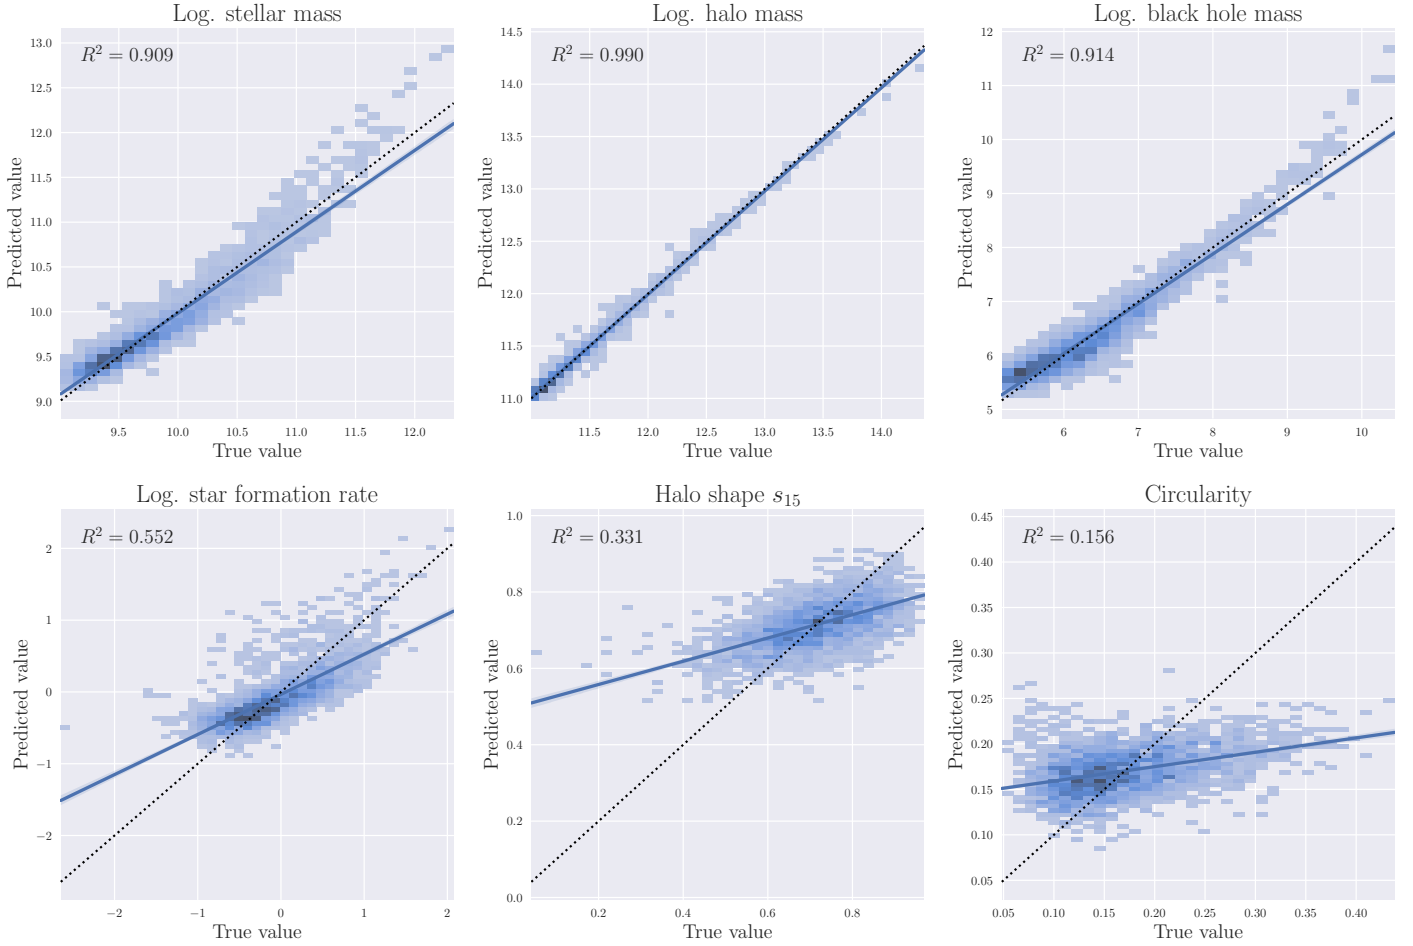 Log. stellar mass
R² = 0.909
13.0
12.5
12.0
11.5
11.0
10.5
10.0
9.5
9.0
Predicted value
9.5 10.0 10.5 11.0 11.5 12.0
True value
Log. halo mass
R² = 0.990
14.5
14.0
13.5
13.0
12.5
12.0
11.5
11.0
Predicted value
11.5 12.0 12.5 13.0 13.5 14.0
True value
Log. black hole mass
R² = 0.914
12
11
10
9
8
7
6
5
Predicted value
6 7 8 9 10
True value
Log. star formation rate
R² = 0.552
2
1
0
−1
−2
Predicted value
−2 −1 0 1 2
True value
Halo shape s₁₅
R² = 0.331
1.0
0.8
0.6
0.4
0.2
0.0
Predicted value
0.2 0.4 0.6 0.8
True value
Circularity
R² = 0.156
0.45
0.40
0.35
0.30
0.25
0.20
0.15
0.10
0.05
Predicted value
0.05 0.10 0.15 0.20 0.25 0.30 0.35 0.40
True value